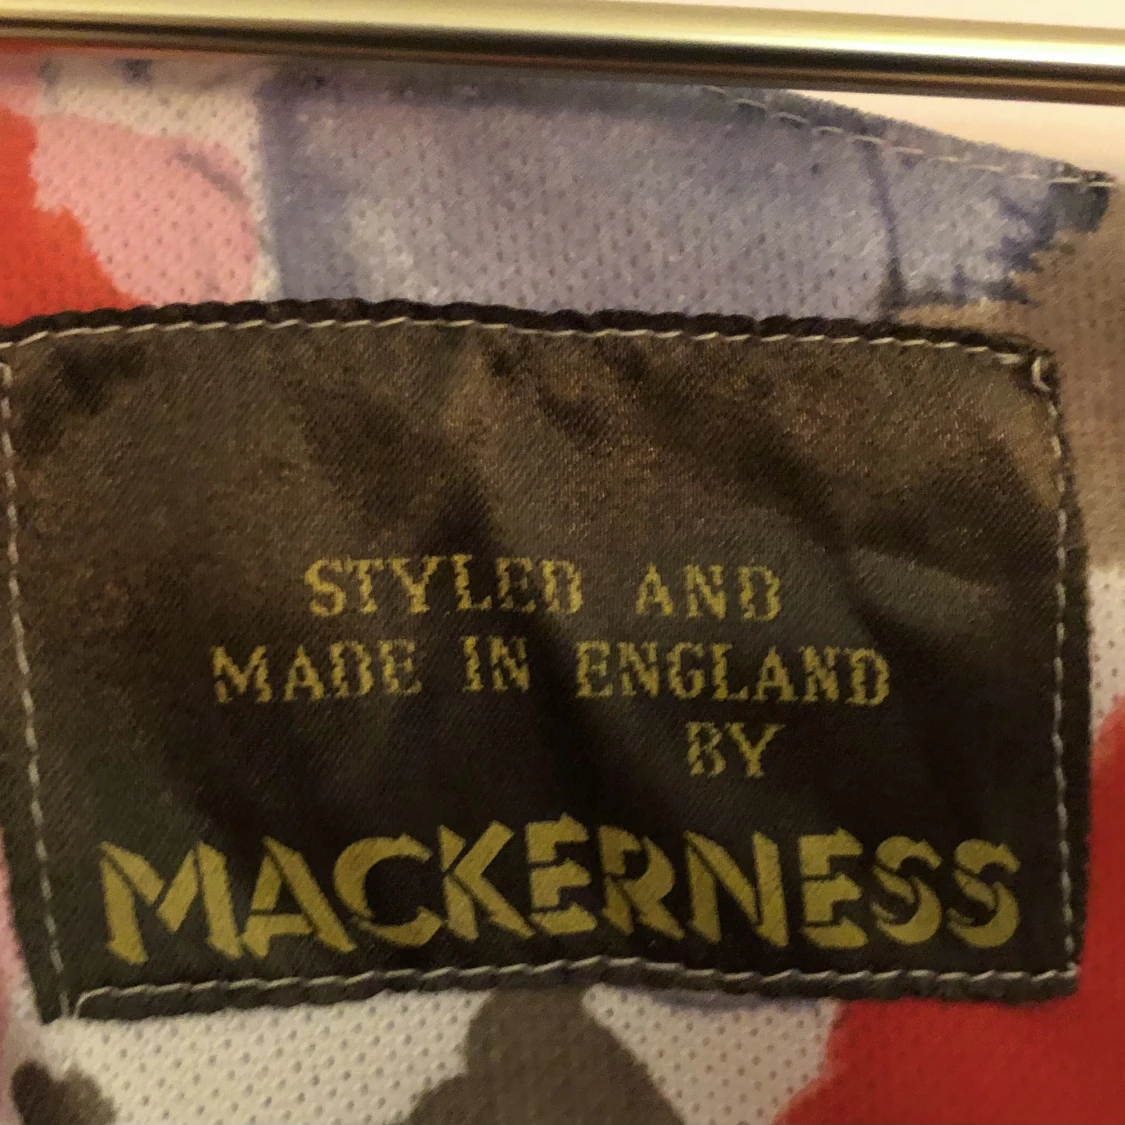 STYLED AND
MADE IN ENGLAND
BY
MACKERNESS